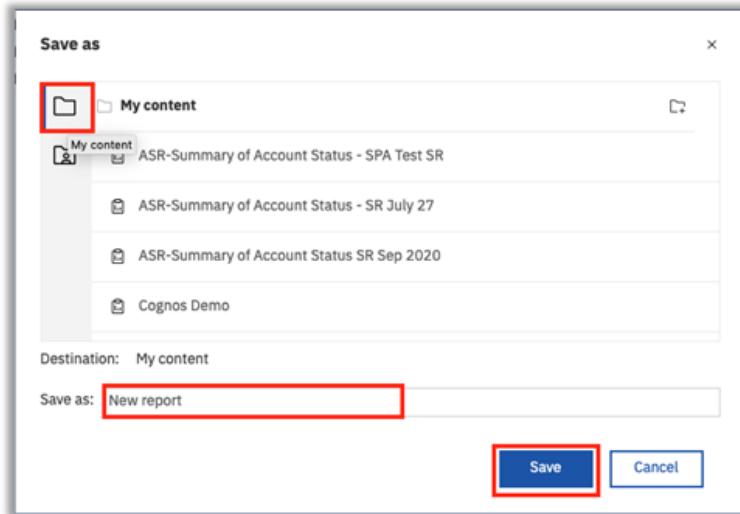 Save as
My content
My content
ASR-Summary of Account Status - SPA Test SR
ASR-Summary of Account Status - SR July 27
ASR-Summary of Account Status SR Sep 2020
Cognos Demo
Destination: My content
Save as: New report
Save Cancel